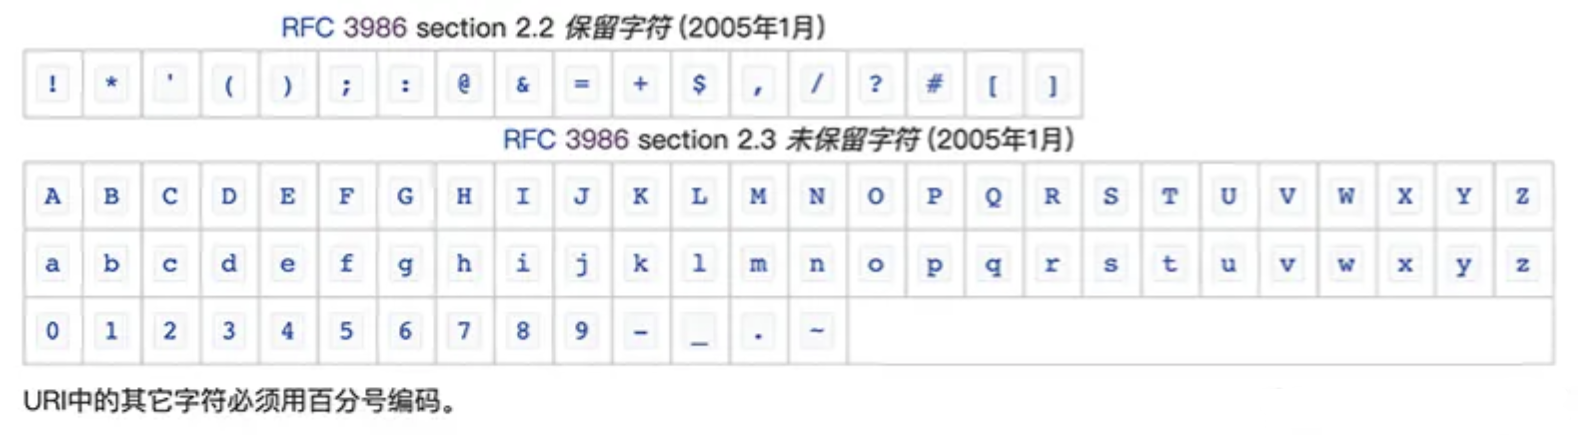 RFC 3986 section 2.2 保留字符 (2005年1月)
! * ' ( ) ; : @ & = + $ , / ? # [ ]
RFC 3986 section 2.3 未保留字符 (2005年1月)
A B C D E F G H I J K L M N O P Q R S T U V W X Y Z
a b c d e f g h i j k l m n o p q r s t u v w x y z
0 1 2 3 4 5 6 7 8 9 - _ . ~
URI中的其它字符必须用百分号编码。